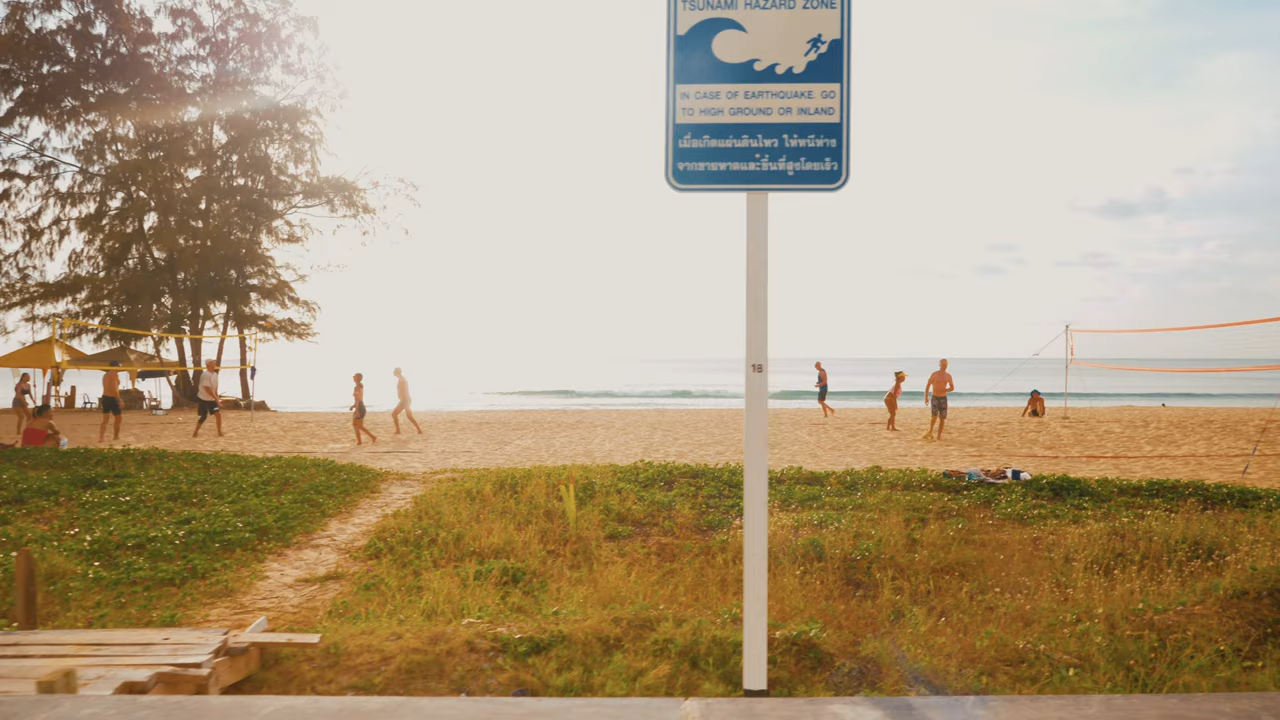 TSUNAMI HAZARD ZONE
IN CASE OF EARTHQUAKE, GO
TO HIGH GROUND OR INLAND
เมื่อเกิดแผ่นดินไหว ให้หนีห่าง
จากชายหาดและขึ้นที่สูงโดยเร็ว
18